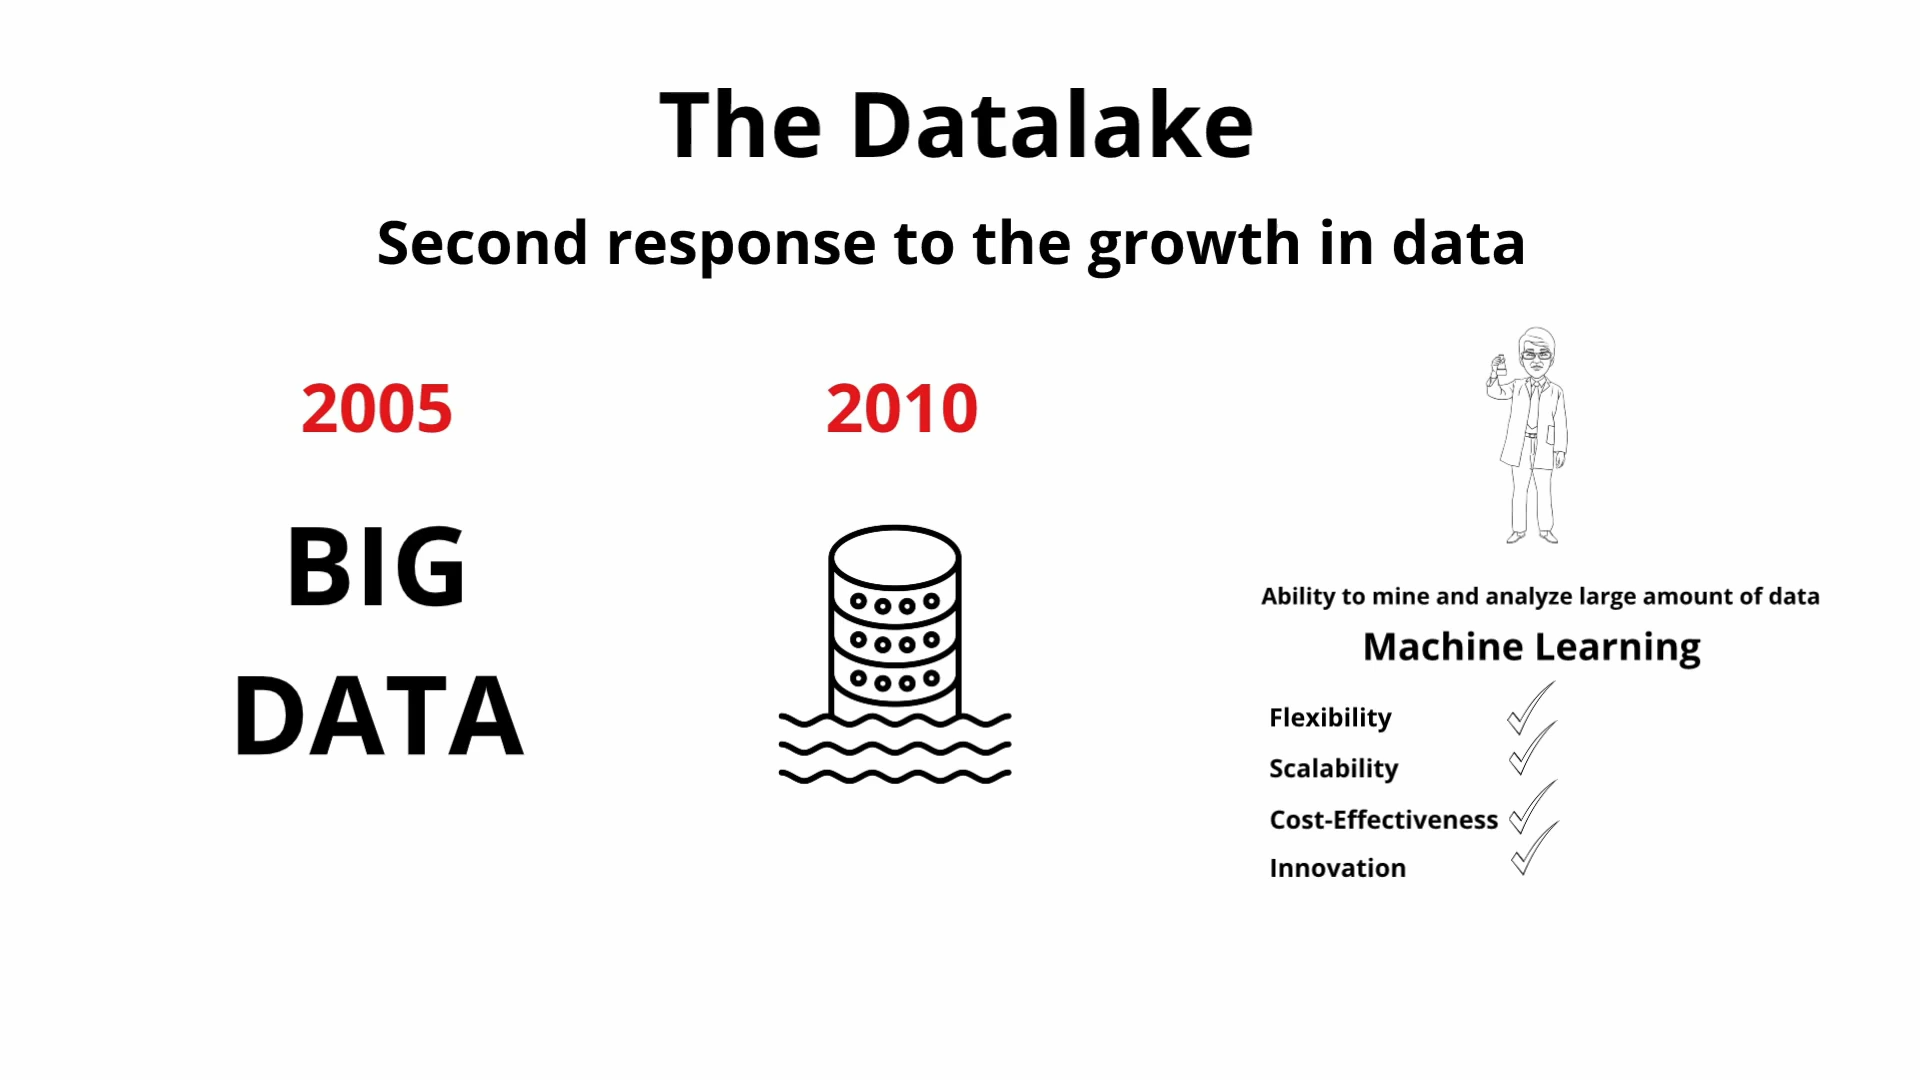 The Datalake
Second response to the growth in data
2005
BIG
DATA
2010
Ability to mine and analyze large amount of data
Machine Learning
Flexibility
Scalability
Cost-Effectiveness
Innovation